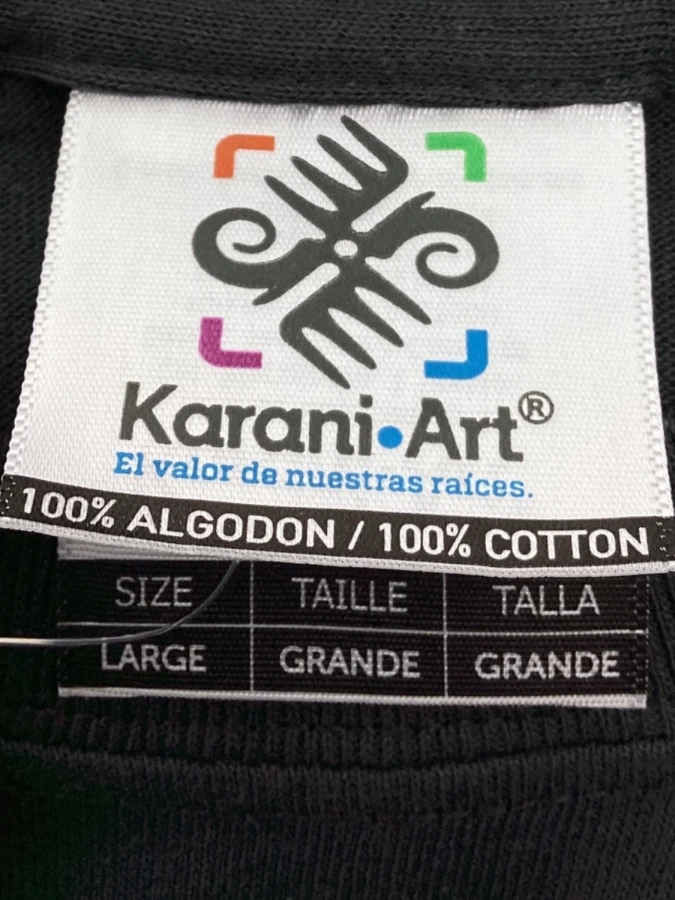 Karani•Art®
El valor de nuestras raíces.
100% ALGODON / 100% COTTON
SIZE TAILLE TALLA
LARGE GRANDE GRANDE